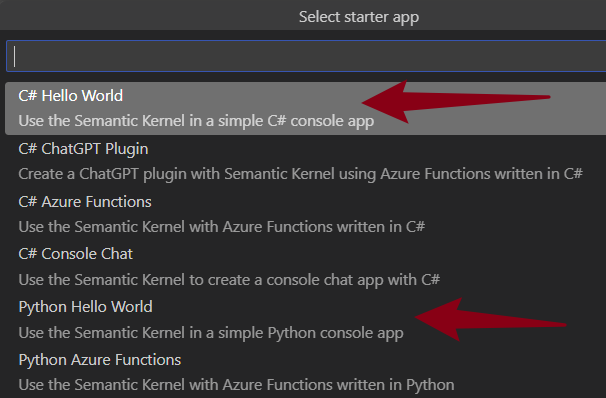 Select starter app
C# Hello World
Use the Semantic Kernel in a simple C# console app
C# ChatGPT Plugin
Create a ChatGPT plugin with Semantic Kernel using Azure Functions written in C#
C# Azure Functions
Use the Semantic Kernel with Azure Functions written in C#
C# Console Chat
Use the Semantic Kernel to create a console chat app with C#
Python Hello World
Use the Semantic Kernel in a simple Python console app
Python Azure Functions
Use the Semantic Kernel with Azure Functions written in Python